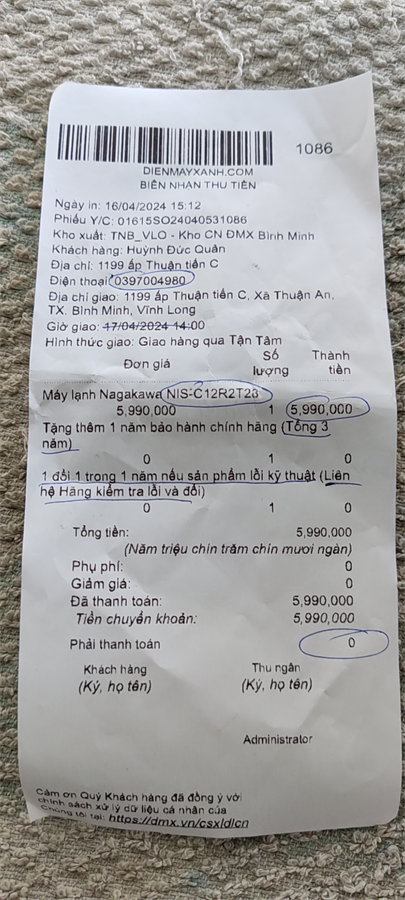 1086
DIENMAYXANH.COM
BIÊN NHẬN THU TIỀN
Ngày in: 16/04/2024 15:12
Phiếu Y/C: 01615SO24040531086
Kho xuất: TNB_VLO - Kho CN ĐMX Bình Minh
Khách hàng: Huỳnh Đức Quân
Địa chỉ: 1199 ấp Thuận tiến C
Điện thoại: 0397004980
Địa chỉ giao: 1199 ấp Thuận tiến C, Xã Thuận An,
TX. Bình Minh, Vĩnh Long
Giờ giao: 17/04/2024 14:00
Hình thức giao: Giao hàng qua Tận Tâm
Đơn giá Số lượng Thành tiền
Máy lạnh Nagakawa NIS-C12R2T28
5,990,000 1 5,990,000
Tặng thêm 1 năm bảo hành chính hãng (Tổng 3
năm)
0 1 0
1 đổi 1 trong 1 năm nếu sản phẩm lỗi kỹ thuật (Liên
hệ Hãng kiểm tra lỗi và đổi)
0 1 0
Tổng tiền: 5,990,000
(Năm triệu chín trăm chín mươi ngàn)
Phụ phí: 0
Giảm giá: 0
Đã thanh toán: 5,990,000
Tiền chuyển khoản: 5,990,000
Phải thanh toán 0
Khách hàng Thu ngân
(Ký, họ tên) (Ký, họ tên)
Administrator
Cảm ơn Quý Khách hàng đã đồng ý với
chính sách xử lý dữ liệu cá nhân của
Chúng tôi tại: https://dmx.vn/csxldlcn